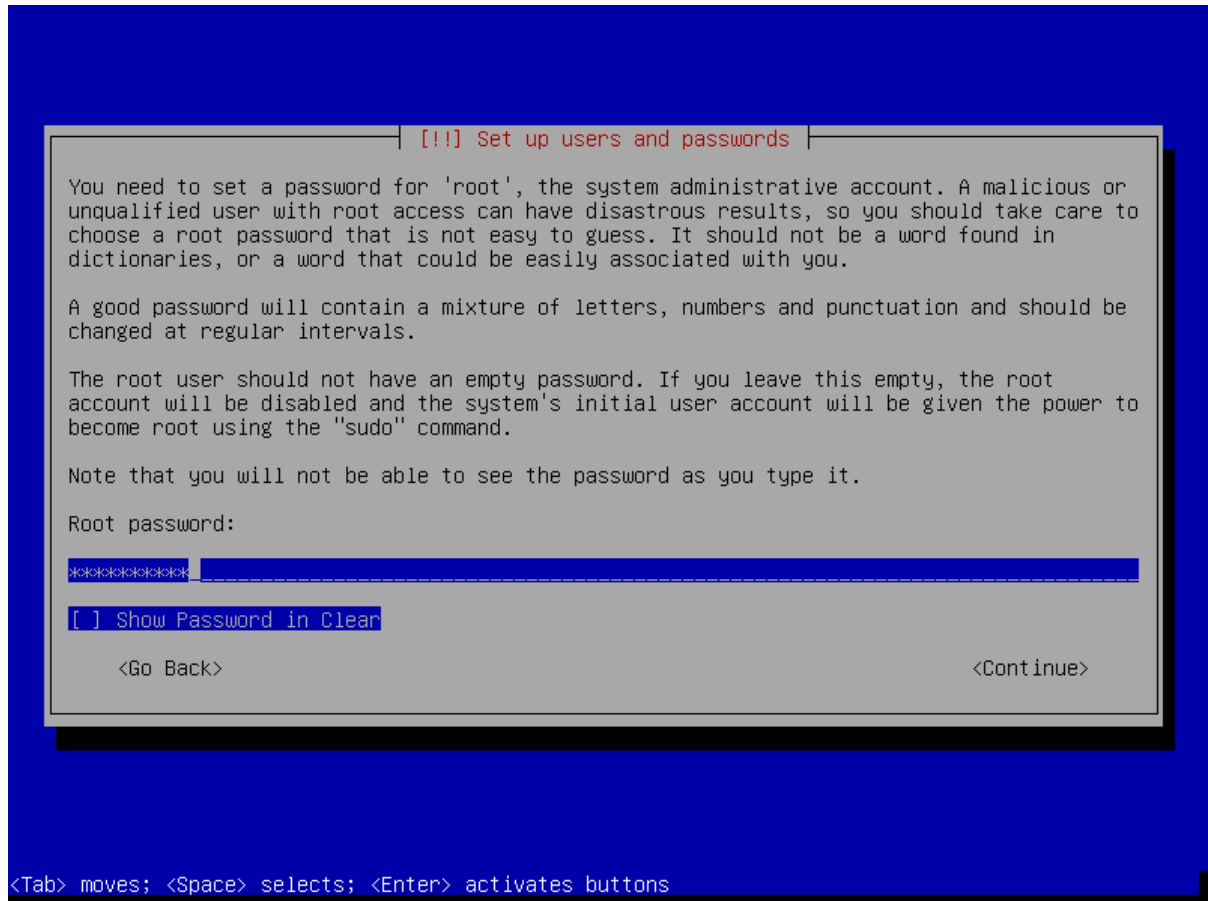 [!!] Set up users and passwords
You need to set a password for 'root', the system administrative account. A malicious or
unqualified user with root access can have disastrous results, so you should take care to
choose a root password that is not easy to guess. It should not be a word found in
dictionaries, or a word that could be easily associated with you.
A good password will contain a mixture of letters, numbers and punctuation and should be
changed at regular intervals.
The root user should not have an empty password. If you leave this empty, the root
account will be disabled and the system's initial user account will be given the power to
become root using the "sudo" command.
Note that you will not be able to see the password as you type it.
Root password:
**********
[ ] Show Password in Clear
<Go Back> <Continue>
<Tab> moves; <Space> selects; <Enter> activates buttons